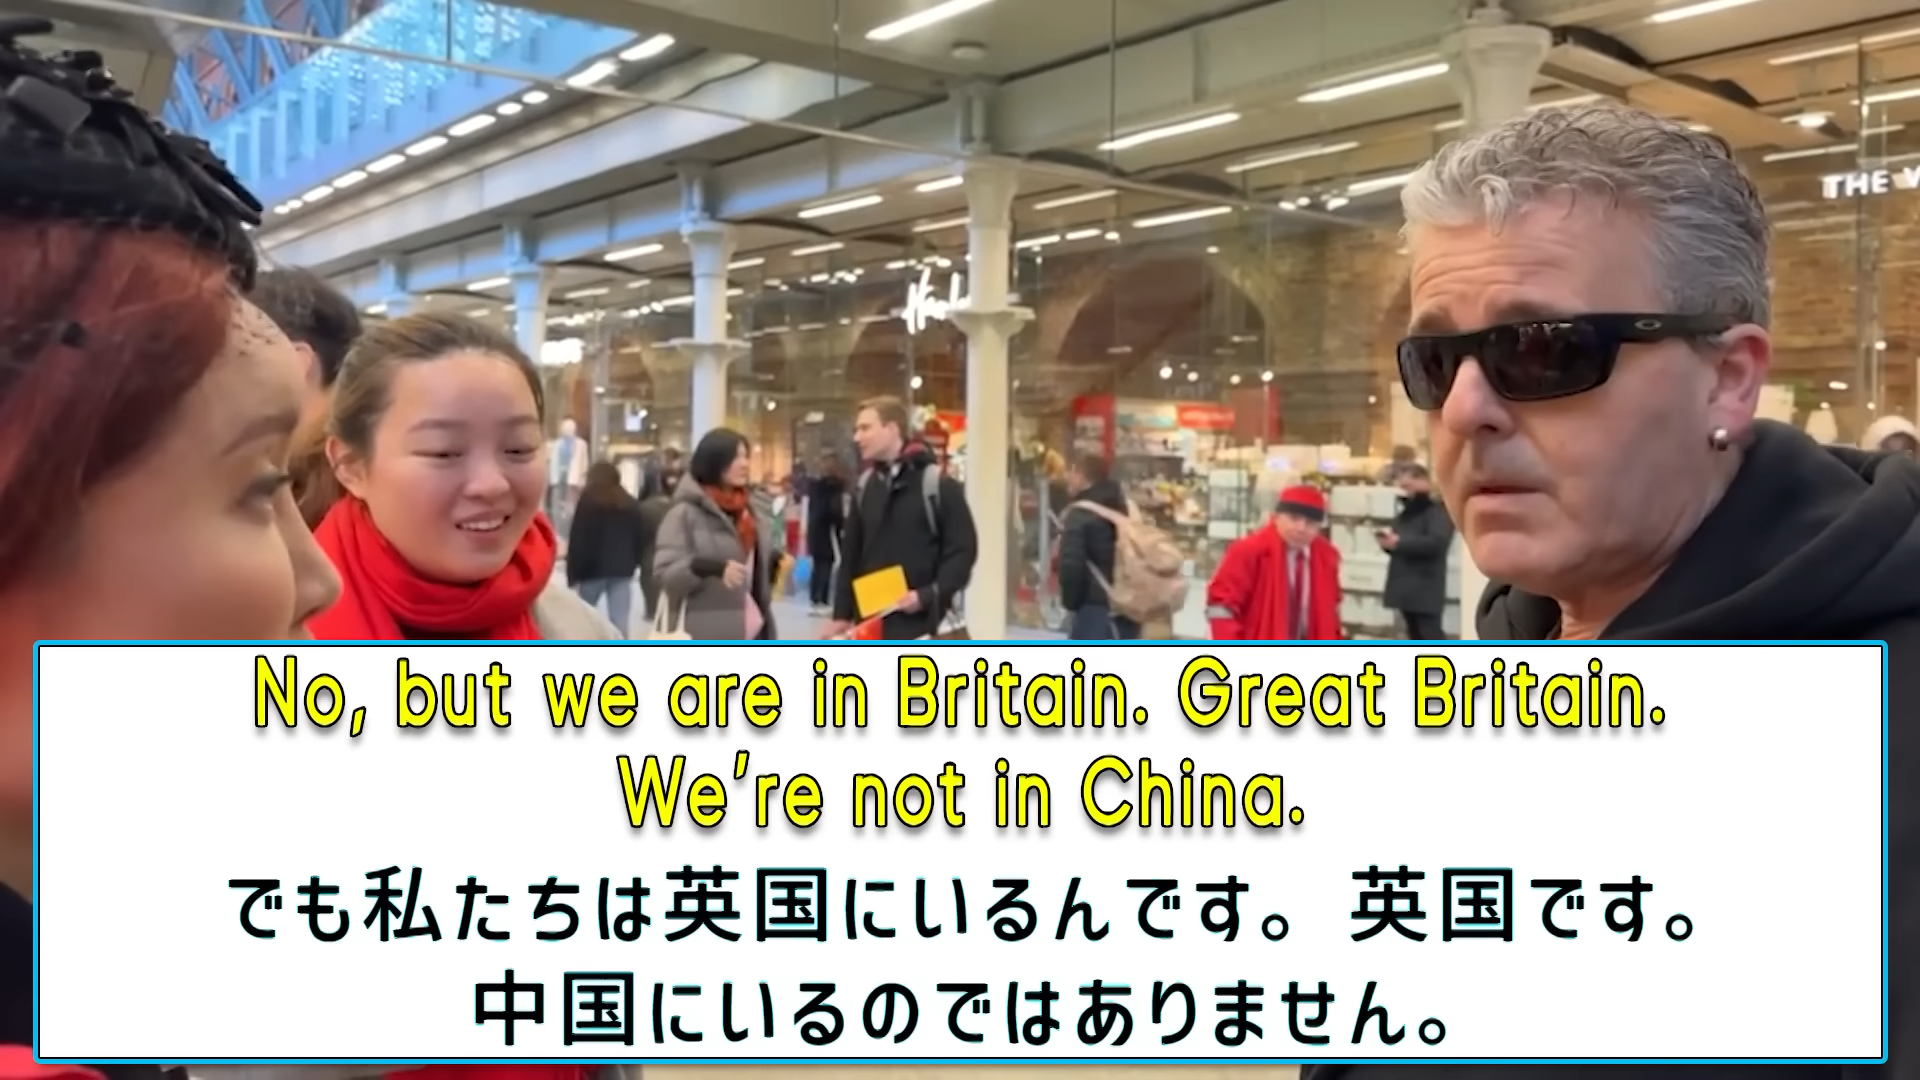 THE
No, but we are in Britain. Great Britain.
We're not in China.
でも私たちは英国にいるんです。英国です。
中国にいるのではありません。